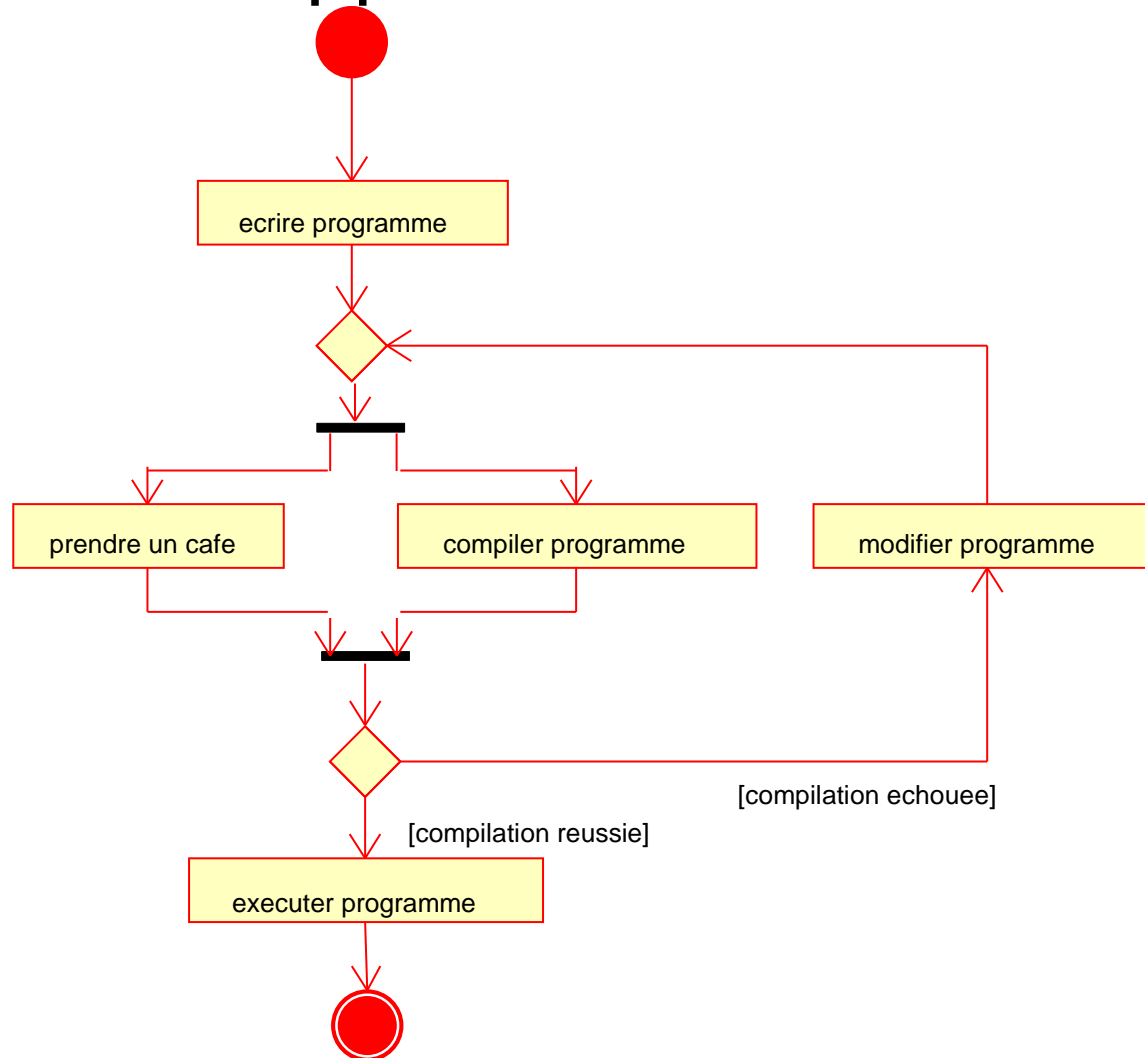 ecrire programme
prendre un cafe
compiler programme
modifier programme
[compilation echouee]
[compilation reussie]
executer programme